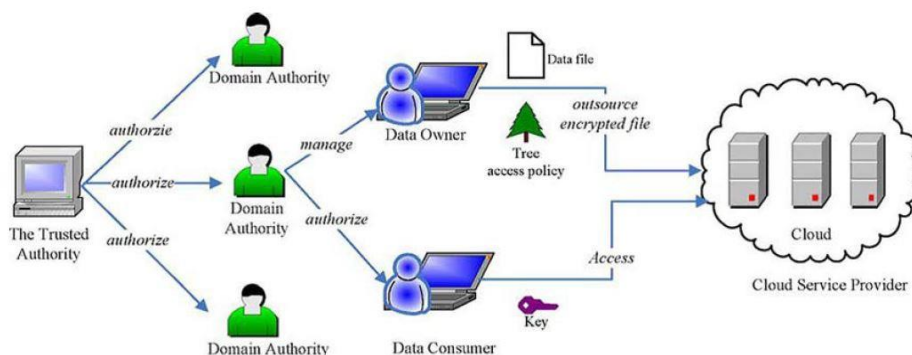 Domain Authority
authorzie
authorize
authorize
The Trusted
Authority
Domain
Authority
Domain Authority
manage
authorize
Data Owner
Data file
Tree
access policy
outsource
encrypted file
Data Consumer
Key
Access
Cloud
Cloud Service Provider